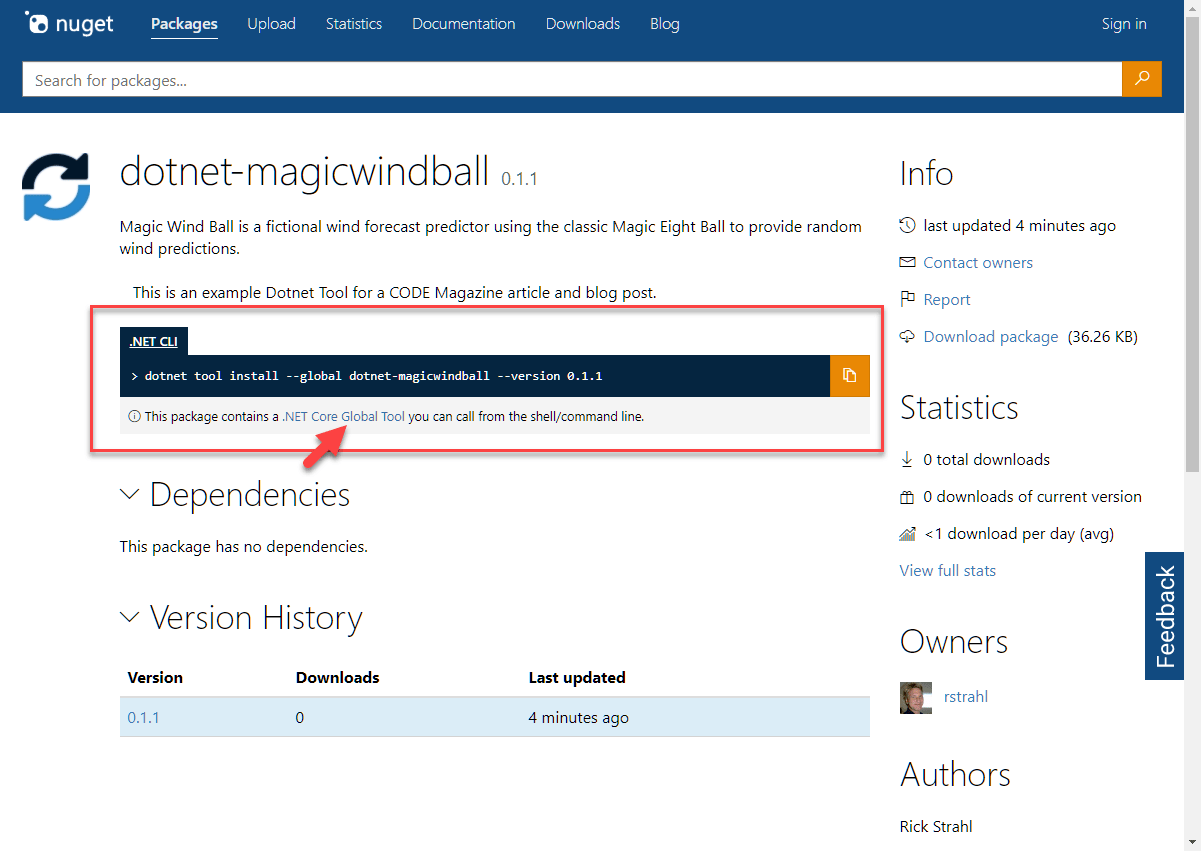 nuget Packages Upload Statistics Documentation Downloads Blog Sign in
Search for packages...
dotnet-magicwindball 0.1.1
Magic Wind Ball is a fictional wind forecast predictor using the classic Magic Eight Ball to provide random
wind predictions.
This is an example Dotnet Tool for a CODE Magazine article and blog post.
.NET CLI
> dotnet tool install --global dotnet-magicwindball --version 0.1.1
This package contains a .NET Core Global Tool you can call from the shell/command line.
Dependencies
This package has no dependencies.
Version History
Version Downloads Last updated
0.1.1 0 4 minutes ago
Info
last updated 4 minutes ago
Contact owners
Report
Download package (36.26 KB)
Statistics
0 total downloads
0 downloads of current version
<1 download per day (avg)
View full stats
Owners
rstrahl
Authors
Rick Strahl
Feedback